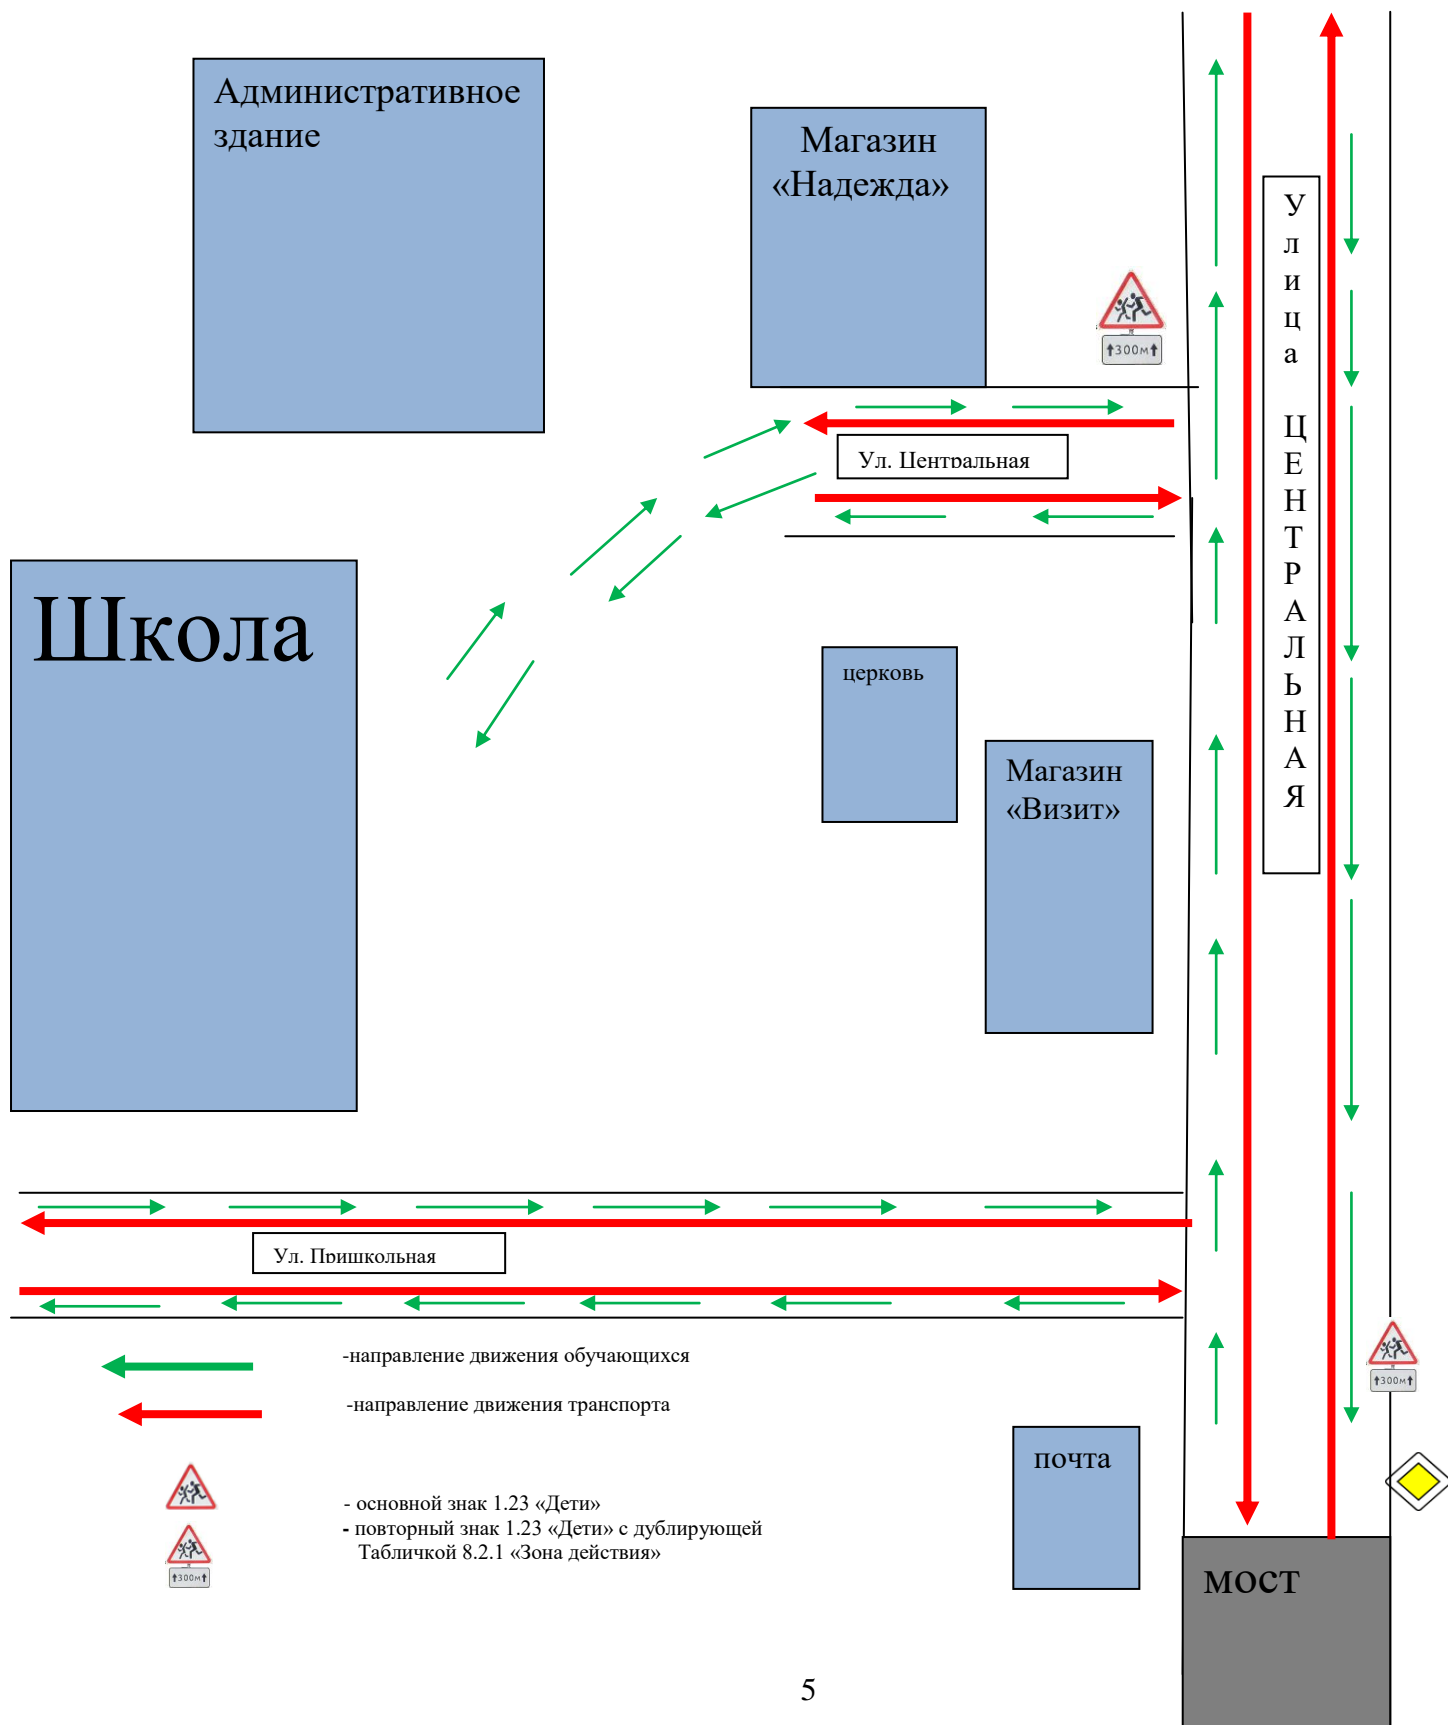 Административное
здание
Магазин
«Надежда»
Улица ЦЕНТРАЛЬНАЯ
↑300м↑
Ул. Центральная
Школа
церковь
Магазин
«Визит»
Ул. Пришкольная
↑300м↑
-направление движения обучающихся
-направление движения транспорта
почта
- основной знак 1.23 «Дети»
- повторный знак 1.23 «Дети» с дублирующей
Табличкой 8.2.1 «Зона действия»
↑300м↑
мост
5